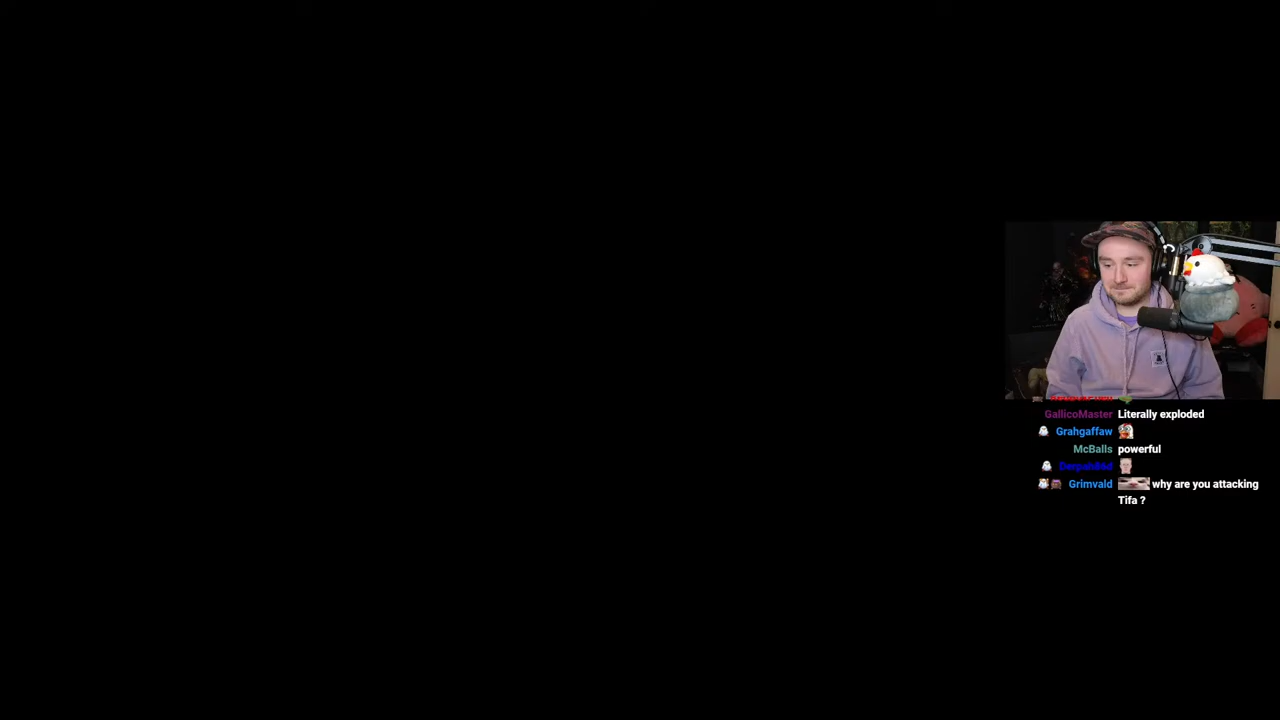 GallicoMaster Literally exploded
Grahgaffaw
McBalls powerful
Grimvald why are you attacking
Tifa ?